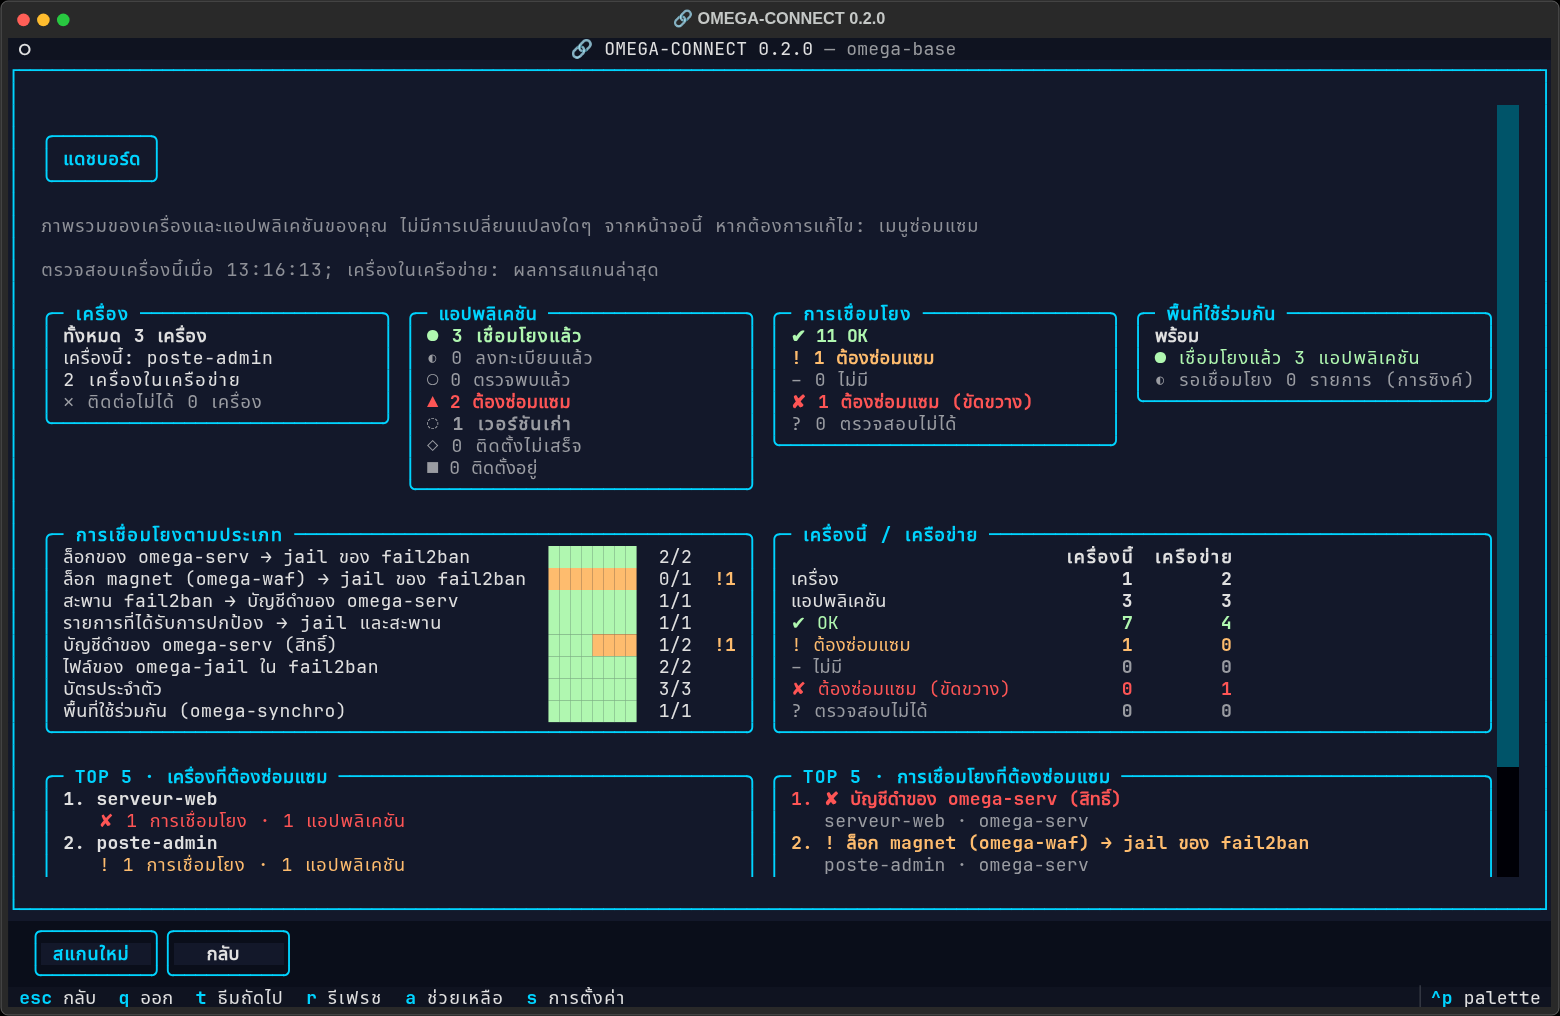 🔗 OMEGA-CONNECT 0.2.0
🔗 OMEGA-CONNECT 0.2.0 — omega-base
แดชบอร์ด
ภาพรวมของเครื่องและแอปพลิเคชันของคุณ ไม่มีการเปลี่ยนแปลงใดๆ จากหน้าจอนี้ หากต้องการแก้ไข: เมนูซ่อมแซม
ตรวจสอบเครื่องนี้เมื่อ 13:16:13; เครื่องในเครือข่าย: ผลการสแกนล่าสุด
เครื่อง
ทั้งหมด 3 เครื่อง
เครื่องนี้: poste-admin
2 เครื่องในเครือข่าย
× ติดต่อไม่ได้ 0 เครื่อง
แอปพลิเคชัน
● 3 เชื่อมโยงแล้ว
◐ 0 ลงทะเบียนแล้ว
○ 0 ตรวจพบแล้ว
▲ 2 ต้องซ่อมแซม
◌ 1 เวอร์ชันเก่า
◇ 0 ติดตั้งไม่เสร็จ
■ 0 ติดตั้งอยู่
การเชื่อมโยง
✔ 11 OK
! 1 ต้องซ่อมแซม
– 0 ไม่มี
✘ 1 ต้องซ่อมแซม (ขัดขวาง)
? 0 ตรวจสอบไม่ได้
พื้นที่ใช้ร่วมกัน
พร้อม
● เชื่อมโยงแล้ว 3 แอปพลิเคชัน
◐ รอเชื่อมโยง 0 รายการ (การซิงค์)
การเชื่อมโยงตามประเภท
ล็อกของ omega-serv → jail ของ fail2ban 2/2
ล็อก magnet (omega-waf) → jail ของ fail2ban 0/1 !1
สะพาน fail2ban → บัญชีดำของ omega-serv 1/1
รายการที่ได้รับการปกป้อง → jail และสะพาน 1/1
บัญชีดำของ omega-serv (สิทธิ์) 1/2 !1
ไฟล์ของ omega-jail ใน fail2ban 2/2
บัตรประจำตัว 3/3
พื้นที่ใช้ร่วมกัน (omega-synchro) 1/1
เครื่องนี้ / เครือข่าย
เครื่องนี้ เครือข่าย
เครื่อง 1 2
แอปพลิเคชัน 3 3
✔ OK 7 4
! ต้องซ่อมแซม 1 0
– ไม่มี 0 0
✘ ต้องซ่อมแซม (ขัดขวาง) 0 1
? ตรวจสอบไม่ได้ 0 0
TOP 5 · เครื่องที่ต้องซ่อมแซม
1. serveur-web
✘ 1 การเชื่อมโยง · 1 แอปพลิเคชัน
2. poste-admin
! 1 การเชื่อมโยง · 1 แอปพลิเคชัน
TOP 5 · การเชื่อมโยงที่ต้องซ่อมแซม
1. ✘ บัญชีดำของ omega-serv (สิทธิ์)
serveur-web · omega-serv
2. ! ล็อก magnet (omega-waf) → jail ของ fail2ban
poste-admin · omega-serv
สแกนใหม่ กลับ
esc กลับ q ออก t ธีมถัดไป r รีเฟรช a ช่วยเหลือ s การตั้งค่า ^p palette